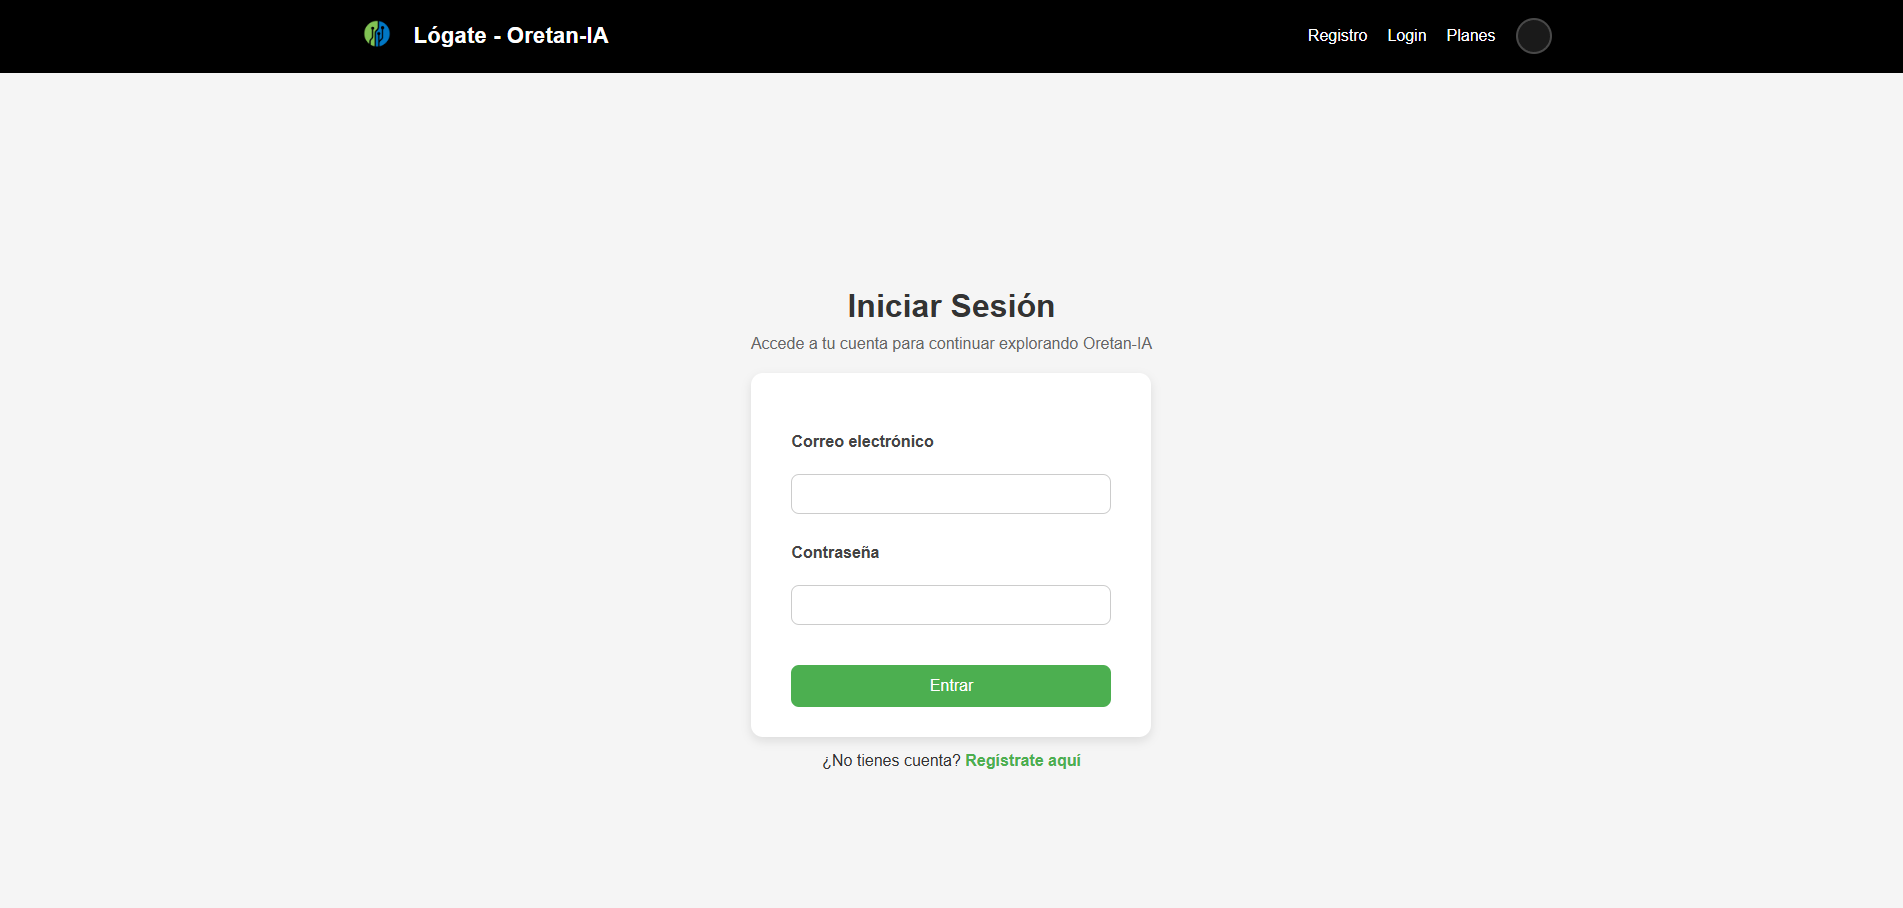 Lógate - Oretan-IA
Registro Login Planes
Iniciar Sesión
Accede a tu cuenta para continuar explorando Oretan-IA
Correo electrónico
Contraseña
Entrar
¿No tienes cuenta? Regístrate aquí